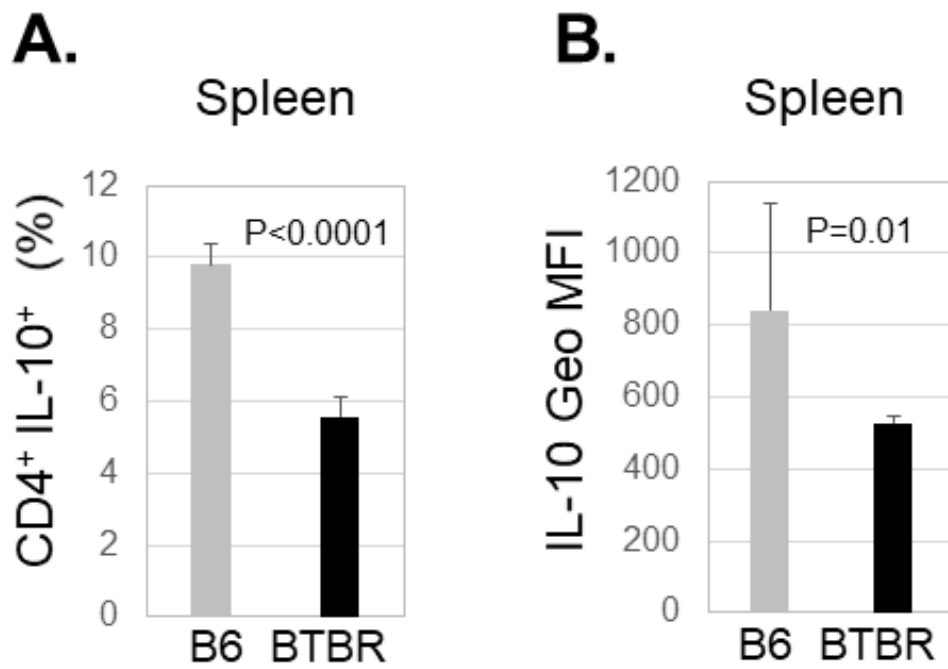 A.
Spleen
CD4⁺ IL-10⁺ (%)
12
10
8
6
4
2
0
P<0.0001
B6 BTBR
B.
Spleen
IL-10 Geo MFI
1200
1000
800
600
400
200
0
P=0.01
B6 BTBR